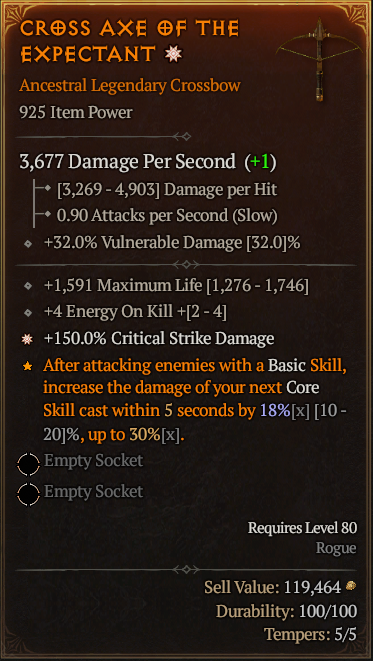 CROSS AXE OF THE
EXPECTANT
Ancestral Legendary Crossbow
925 Item Power
3,677 Damage Per Second (+1)
[3,269 - 4,903] Damage per Hit
0.90 Attacks per Second (Slow)
+32.0% Vulnerable Damage [32.0]%
+1,591 Maximum Life [1,276 - 1,746]
+4 Energy On Kill +[2 - 4]
+150.0% Critical Strike Damage
After attacking enemies with a Basic Skill,
increase the damage of your next Core
Skill cast within 5 seconds by 18%[x] [10 -
20]%, up to 30%[x].
Empty Socket
Empty Socket
Requires Level 80
Rogue
Sell Value: 119,464
Durability: 100/100
Tempers: 5/5